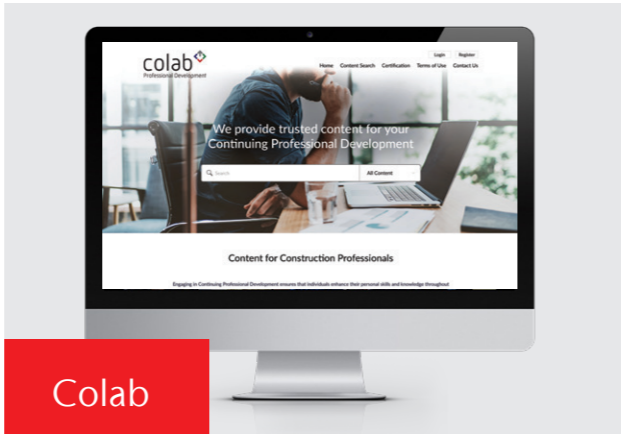 Login Register
colab
Professional Development
Home Content Search Certification Terms of Use Contact Us
We provide trusted content for your
Continuing Professional Development
Search All Content
Content for Construction Professionals
Engaging in Continuing Professional Development ensures that individuals enhance their personal skills and knowledge throughout
Colab